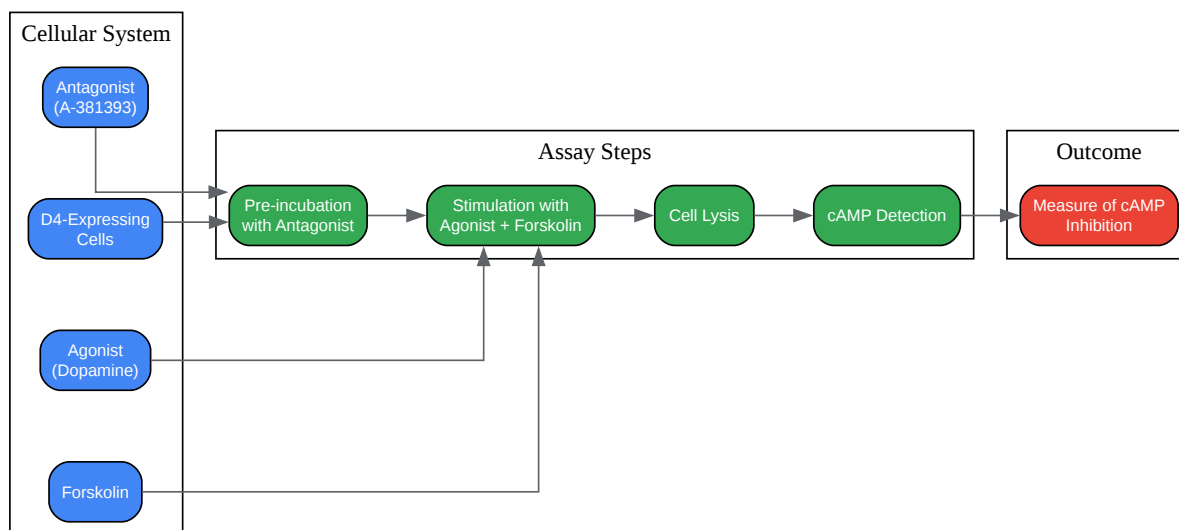 Cellular System
Antagonist
(A-381393)
D4-Expressing
Cells
Agonist
(Dopamine)
Forskolin
Assay Steps
Pre-incubation
with Antagonist
Stimulation with
Agonist + Forskolin
Cell Lysis
cAMP Detection
Outcome
Measure of cAMP
Inhibition